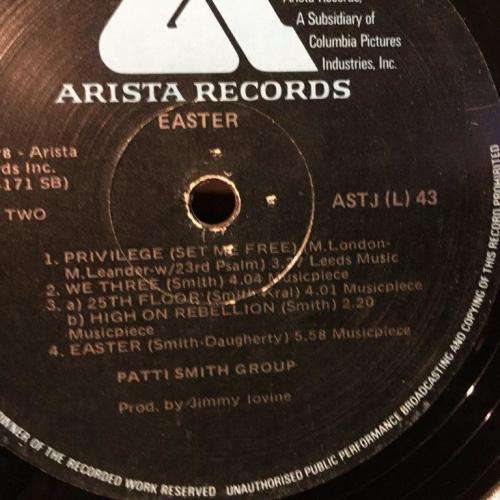 Arista Records,
A Subsidiary of
Columbia Pictures
Industries, Inc.
ARISTA RECORDS
EASTER
8 - Arista
ds Inc.
171 SB)
TWO
ASTJ (L) 43
1. PRIVILEGE (SET ME FREE) (M.London-
M.Leander-w/23rd Psalm) 3.2 Leeds Music
2. WE THREE (Smith) 4.04 Musicpiece
3. a) 25TH FLOOR (Smith-Kral) 4.01 Musicpiece
b) HIGH ON REBELLION (Smith) 2.20
Musicpiece
4. EASTER (Smith-Daugherty) 5.58 Musicpiece
PATTI SMITH GROUP
Prod. by Jimmy Iovine
OWNER OF THE RECORDED WORK RESERVED UNAUTHORISED PUBLIC PERFORMANCE BROADCASTING AND COPYING OF THIS RECORD PROHIBITED